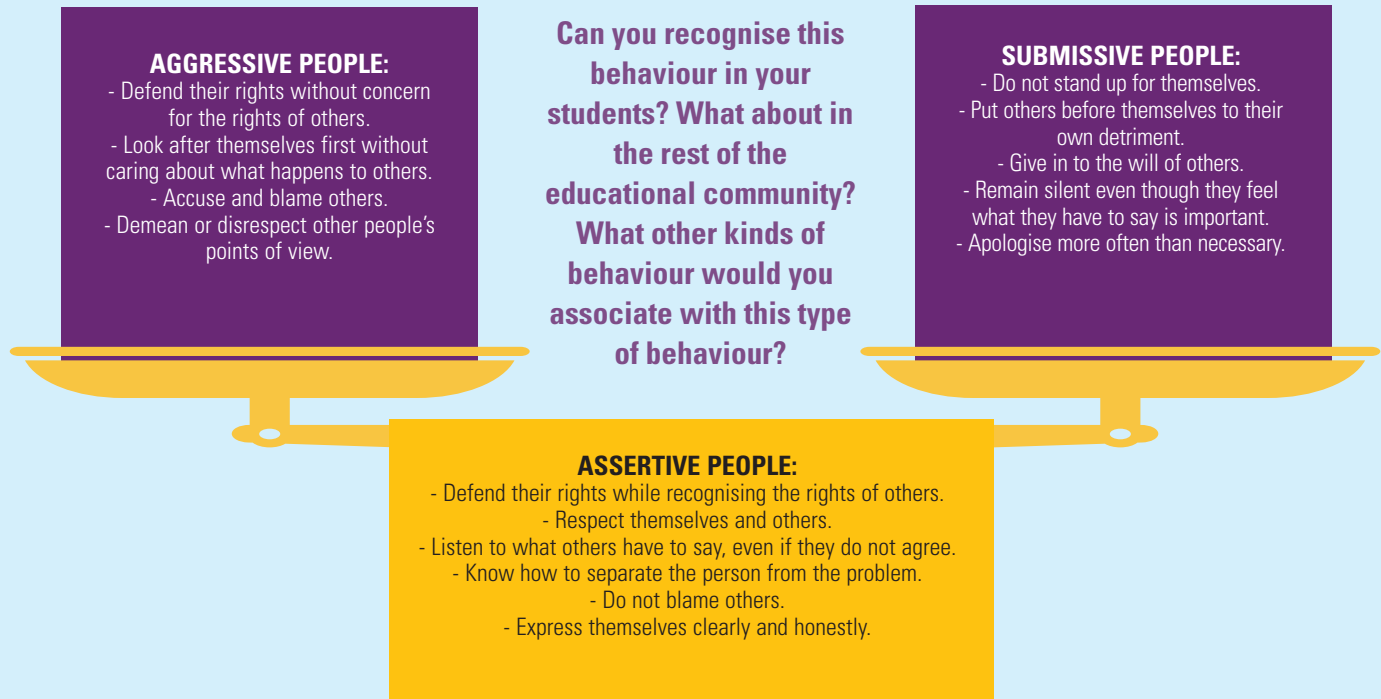 AGGRESSIVE PEOPLE:
- Defend their rights without concern
for the rights of others.
- Look after themselves first without
caring about what happens to others.
- Accuse and blame others.
- Demean or disrespect other people's
points of view.
Can you recognise this
behaviour in your
students? What about in
the rest of the
educational community?
What other kinds of
behaviour would you
associate with this type
of behaviour?
SUBMISSIVE PEOPLE:
- Do not stand up for themselves.
- Put others before themselves to their
own detriment.
- Give in to the will of others.
- Remain silent even though they feel
what they have to say is important.
- Apologise more often than necessary.
ASSERTIVE PEOPLE:
- Defend their rights while recognising the rights of others.
- Respect themselves and others.
- Listen to what others have to say, even if they do not agree.
- Know how to separate the person from the problem.
- Do not blame others.
- Express themselves clearly and honestly.